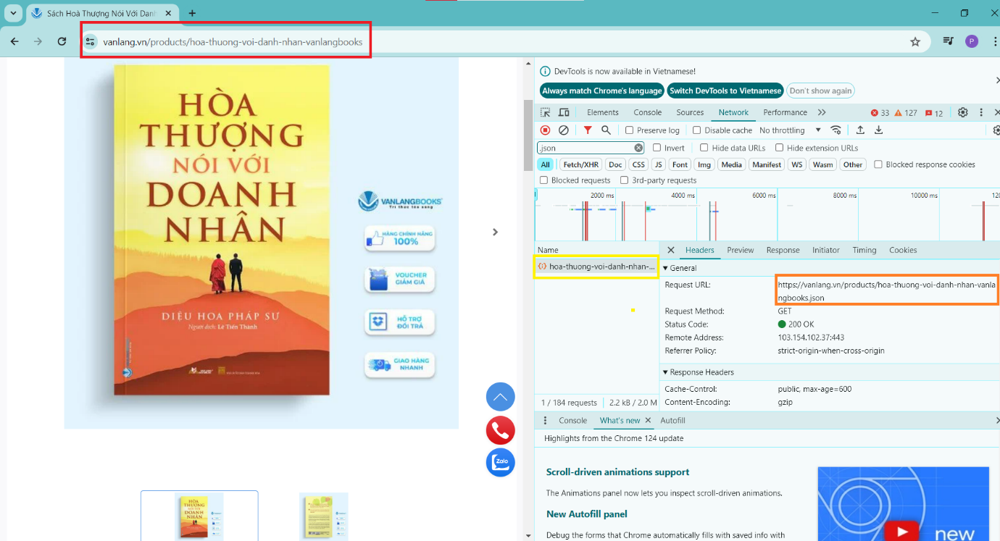 Sách Hoà Thượng Nói Với Danh
vanlang.vn/products/hoa-thuong-voi-danh-nhan-vanlangbooks
P
HÒA
THƯỢNG
NÓI VỚI
DOANH
NHÂN
DIỆU HOA PHÁP SƯ
Người dịch: Lê Tiến Thành
VANLANGBOOKS
Tri thức tỏa sáng
HÀNG CHÍNH HÃNG
100%
VOUCHER
GIẢM GIÁ
HỖ TRỢ
ĐỔI TRẢ
GIAO HÀNG
NHANH
Zalo
HÒA
THƯỢNG
NÓI VỚI
DOANH
NHÂN
DevTools is now available in Vietnamese!
Always match Chrome's language Switch DevTools to Vietnamese Don't show again
Elements Console Sources Network Performance 33 127 12
Preserve log Disable cache No throttling
.json Invert Hide data URLs Hide extension URLs
All Fetch/XHR Doc CSS JS Font Img Media Manifest WS Wasm Other Blocked response cookies
Blocked requests 3rd-party requests
2000 ms 4000 ms 6000 ms 8000 ms 10000 ms 120
Name Headers Preview Response Initiator Timing Cookies
hoa-thuong-voi-danh-nhan-...
General
Request URL: https://vanlang.vn/products/hoa-thuong-voi-danh-nhan-vanla
ngbooks.json
Request Method: GET
Status Code: 200 OK
Remote Address: 103.154.102.37:443
Referrer Policy: strict-origin-when-cross-origin
Response Headers
Cache-Control: public, max-age=600
Content-Encoding: gzip
1 / 184 requests 2.2 kB / 2.0 M
Console What's new Autofill
Highlights from the Chrome 124 update
Scroll-driven animations support
The Animations panel now lets you inspect scroll-driven animations.
New Autofill panel
Debug the forms that Chrome automatically fills with saved info with
new